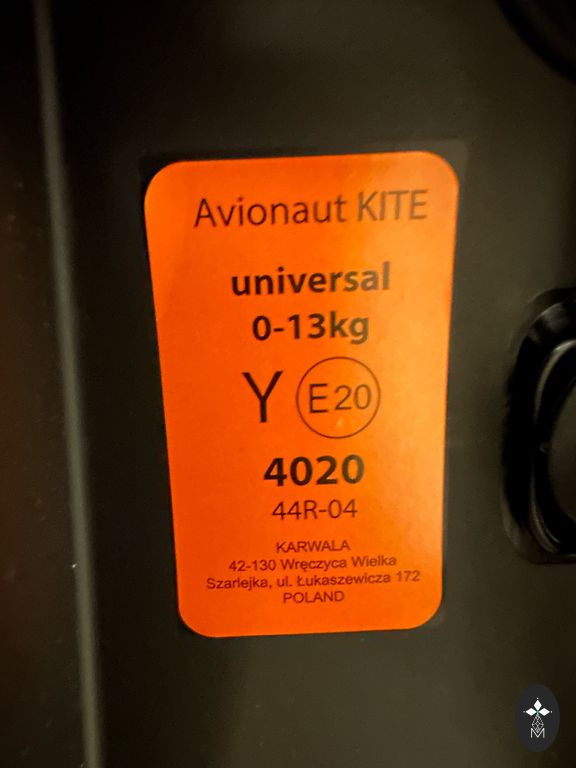 Avionaut KITE
universal
0-13kg
Y E20
4020
44R-04
KARWALA
42-130 Wręczyca Wielka
Szarlejka, ul. Łukaszewicza 172
POLAND
M